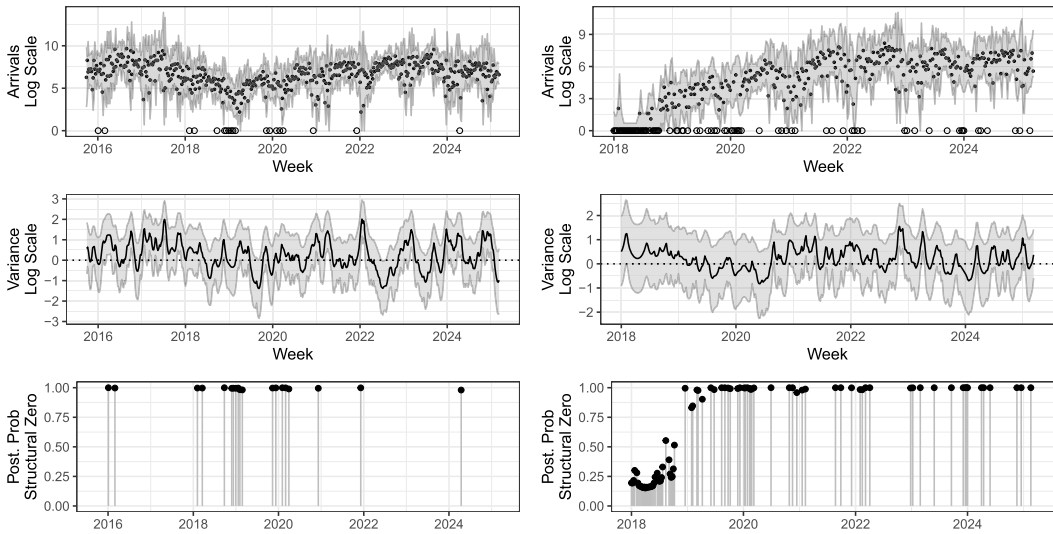 Arrivals
Log Scale
10
5
0
2016 2018 2020 2022 2024
Week
Arrivals
Log Scale
9
6
3
0
2018 2020 2022 2024
Week
Variance
Log Scale
3
2
1
0
−1
−2
−3
2016 2018 2020 2022 2024
Week
Variance
Log Scale
2
1
0
−1
−2
2018 2020 2022 2024
Week
Post. Prob
Structural Zero
1.00
0.75
0.50
0.25
0.00
2016 2018 2020 2022 2024
Post. Prob
Structural Zero
1.00
0.75
0.50
0.25
0.00
2018 2020 2022 2024